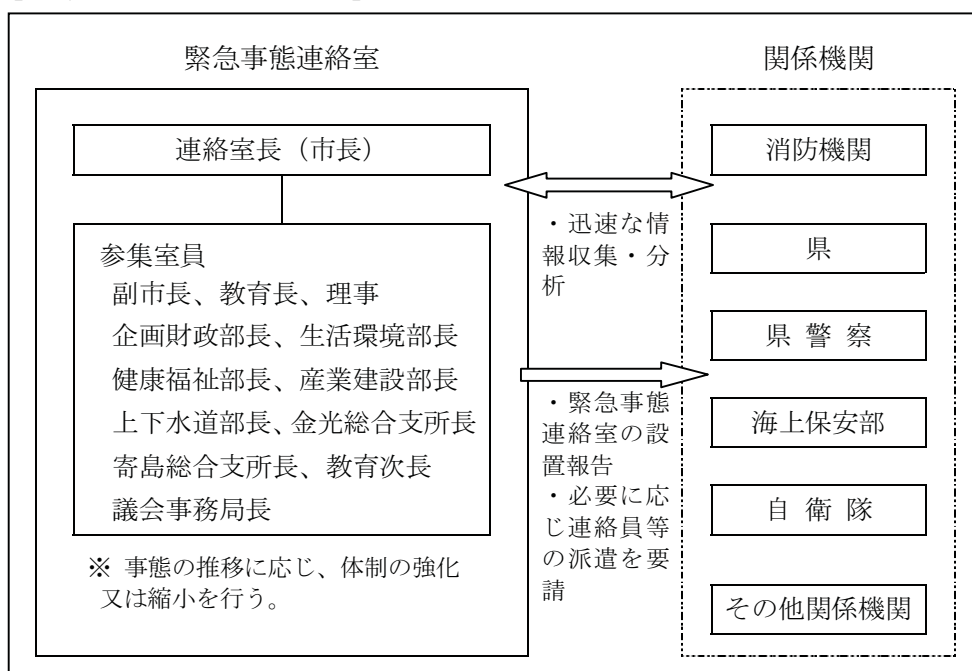 緊急事態連絡室
連絡室長（市長）
参集室員
副市長、教育長、理事
企画財政部長、生活環境部長
健康福祉部長、産業建設部長
上下水道部長、金光総合支所長
寄島総合支所長、教育次長
議会事務局長
※ 事態の推移に応じ、体制の強化
又は縮小を行う。
・迅速な情
報収集・分
析
・緊急事態
連絡室の設
置報告
・必要に応
じ連絡員等
の派遣を要
請
関係機関
消防機関
県
県 警 察
海上保安部
自 衛 隊
その他関係機関